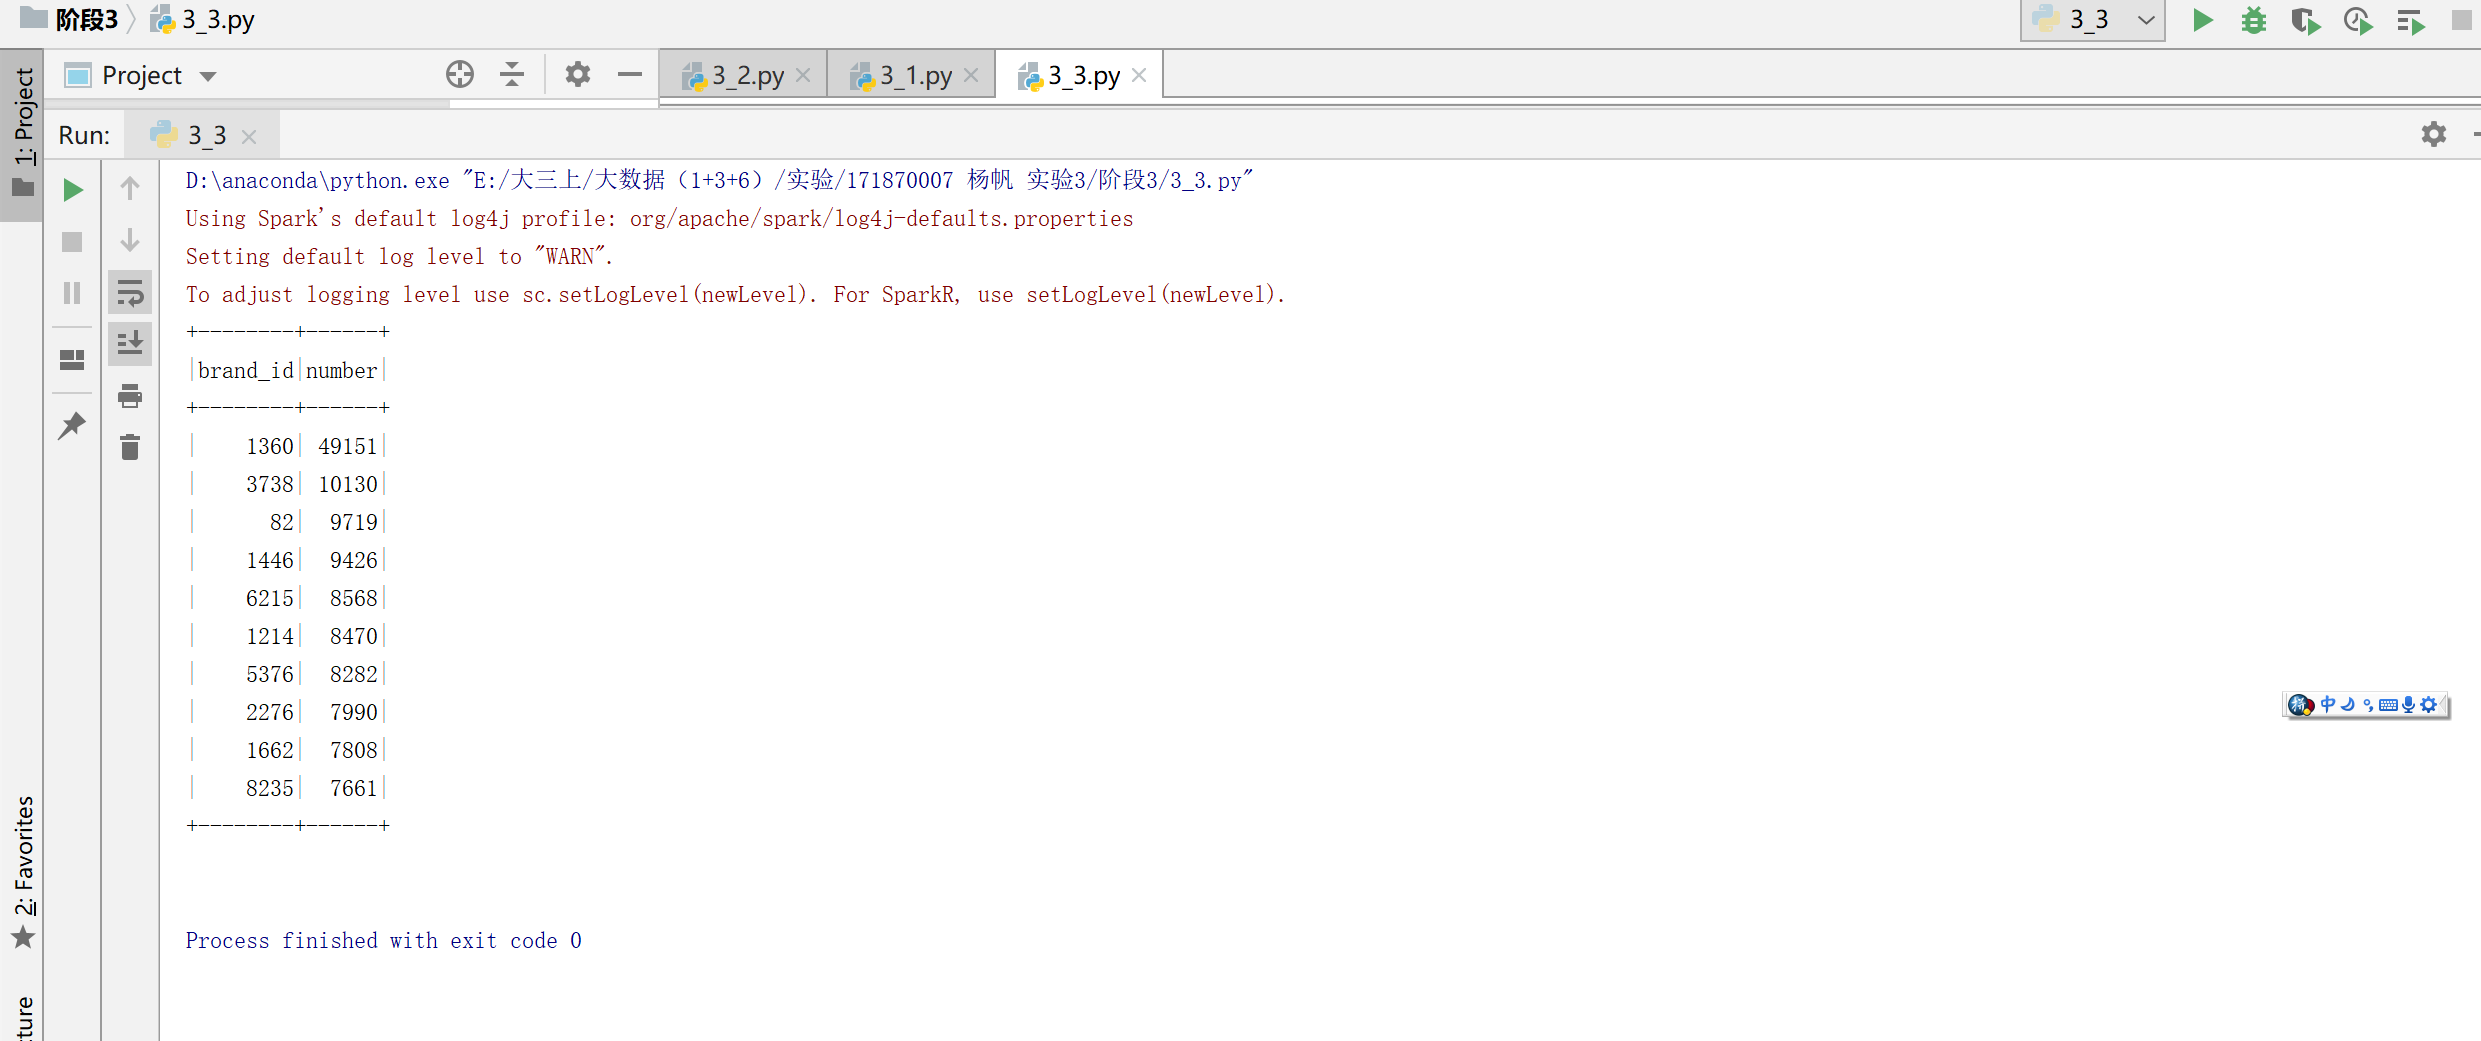 阶段3 3_3.py 3_3
Project 3_2.py 3_1.py 3_3.py
1: Project
Run: 3_3
D:\anaconda\python.exe "E:/大三上/大数据（1+3+6）/实验/171870007 杨帆 实验3/阶段3/3_3.py"
Using Spark's default log4j profile: org/apache/spark/log4j-defaults.properties
Setting default log level to "WARN".
To adjust logging level use sc.setLogLevel(newLevel). For SparkR, use setLogLevel(newLevel).
+--------+------+
|brand_id|number|
+--------+------+
|    1360| 49151|
|    3738| 10130|
|      82|  9719|
|    1446|  9426|
|    6215|  8568|
|    1214|  8470|
|    5376|  8282|
|    2276|  7990|
|    1662|  7808|
|    8235|  7661|
+--------+------+
Process finished with exit code 0
2: Favorites
cture
中